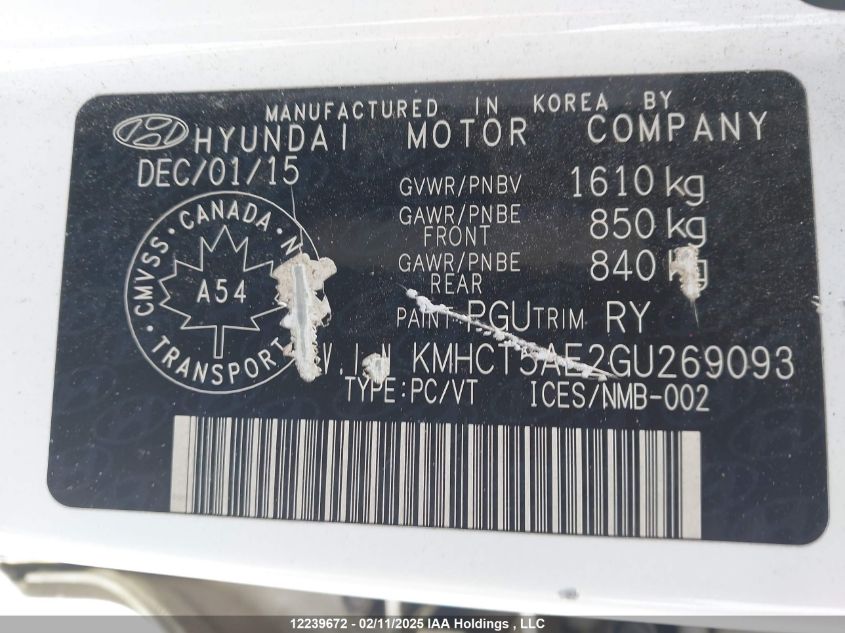 MANUFACTURED IN KOREA BY
HYUNDAI MOTOR COMPANY
DEC/01/15
GVWR/PNBV 1610 kg
GAWR/PNBE FRONT 850 kg
GAWR/PNBE REAR 840 kg
CMVSS · CANADA ·
A54
TRANSPORT
PAINT PGU TRIM RY
V.I.N KMHCT5AE2GU269093
TYPE:PC/VT ICES/NMB-002
12239672 - 02/11/2025 IAA Holdings , LLC